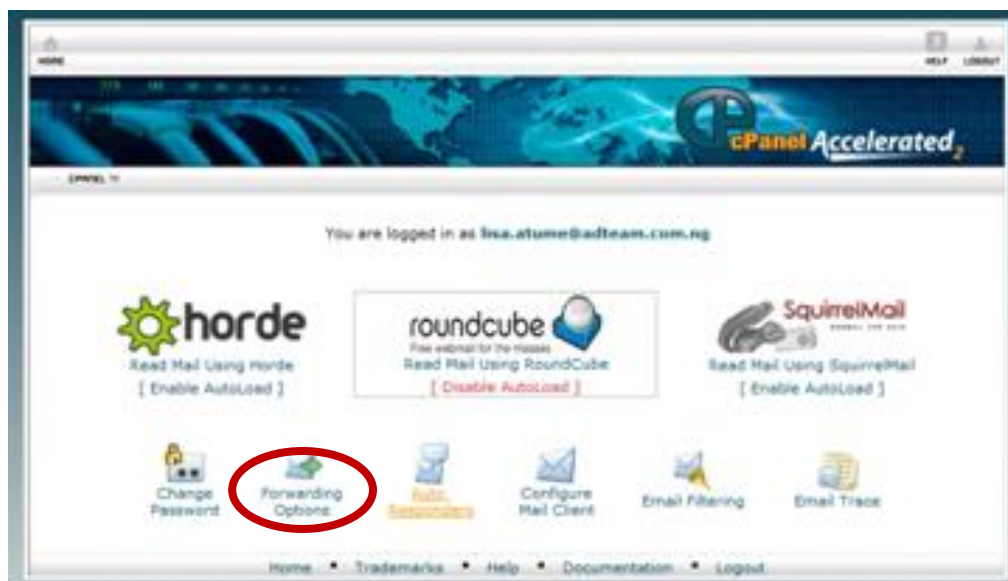 HOME
HELP LOGOUT
cPanel Accelerated2
CPANEL
You are logged in as lisa.atume@adteam.com.ng
horde
Read Mail Using Horde
[ Enable AutoLoad ]
roundcube
Free webmail for the masses
Read Mail Using RoundCube
[ Disable AutoLoad ]
SquirrelMail
Read Mail Using SquirrelMail
[ Enable AutoLoad ]
Change
Password
Forwarding
Options
Auto
Responders
Configure
Mail Client
Email Filtering
Email Trace
Home • Trademarks • Help • Documentation • Logout